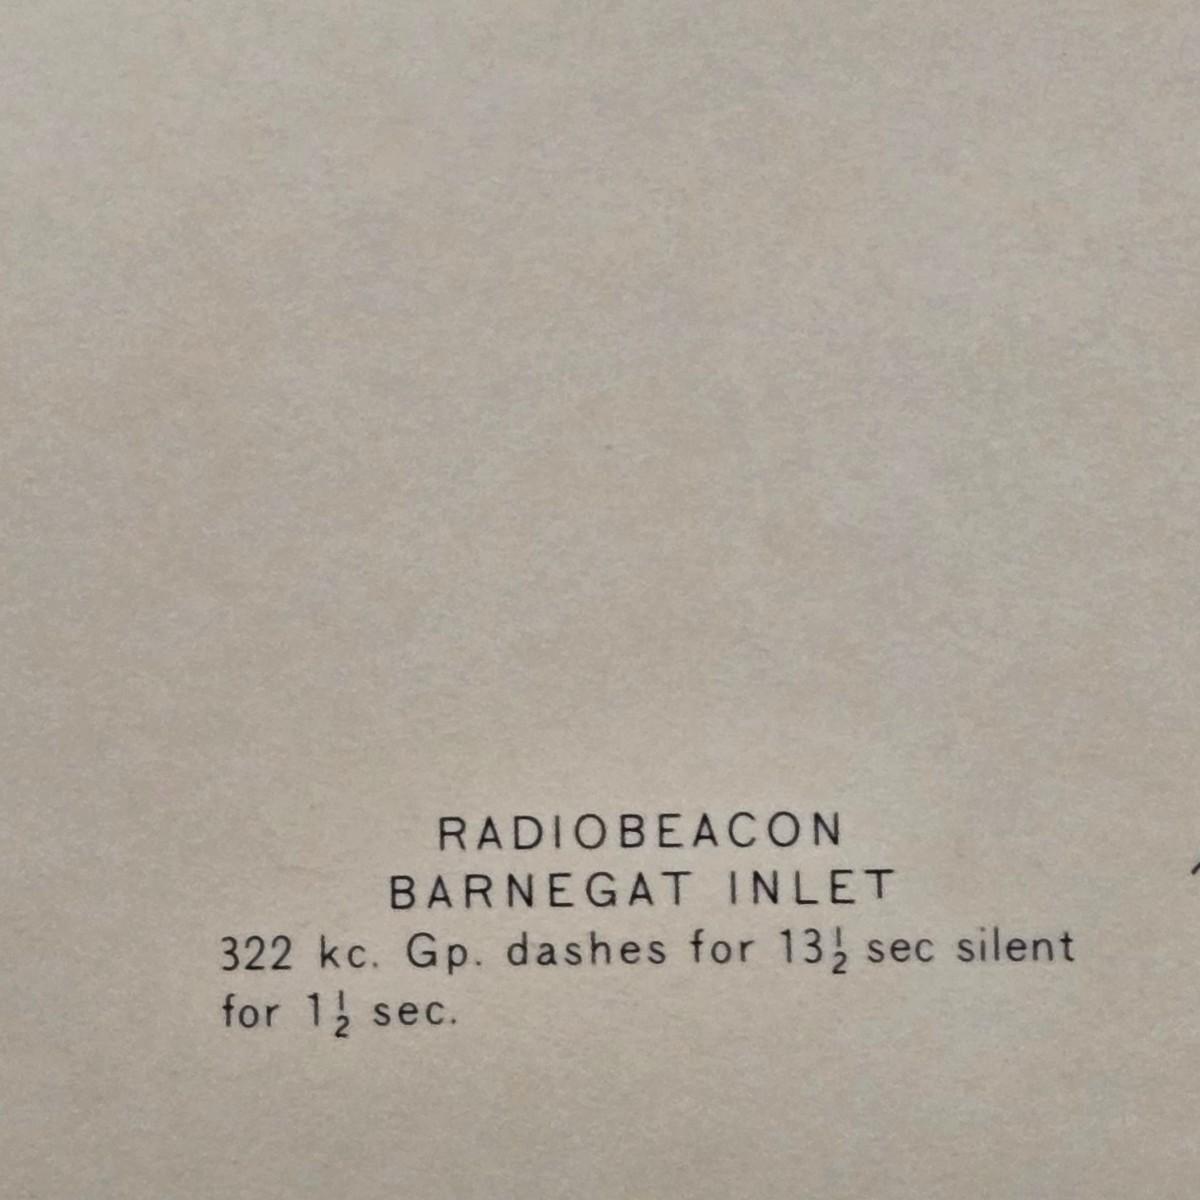 RADIOBEACON
BARNEGAT INLET
322 kc. Gp. dashes for 13½ sec silent
for 1½ sec.